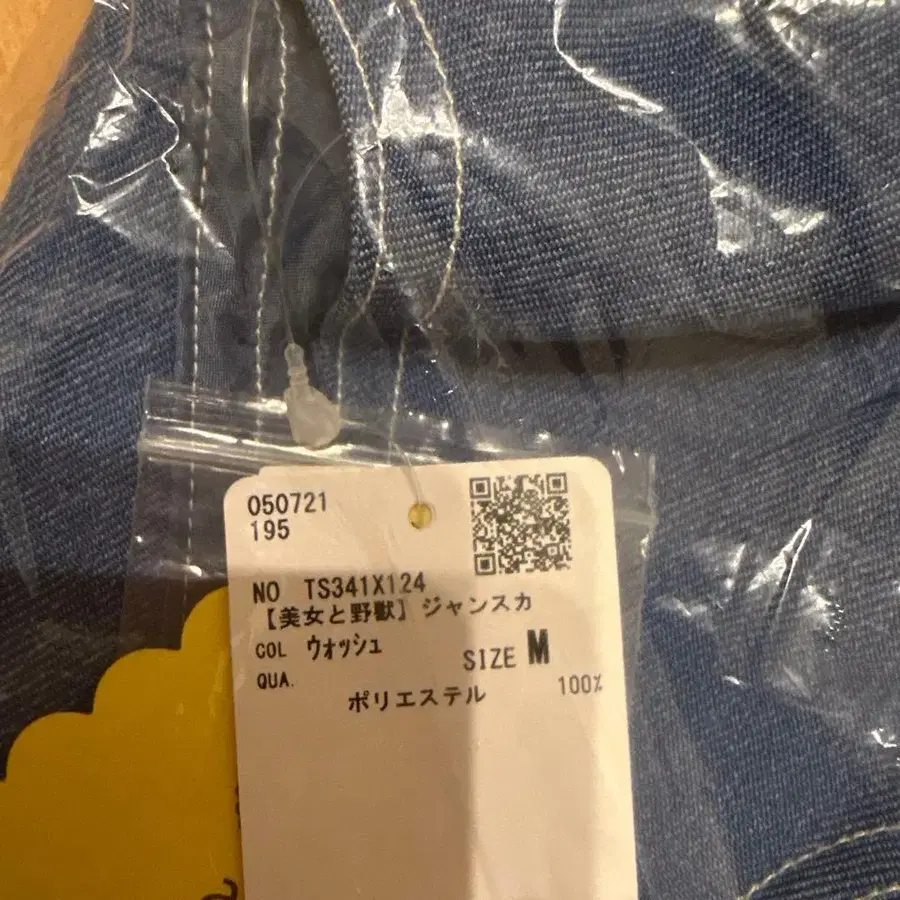 050721
195
NO TS341X124
【美女と野獣】ジャンスカ
COL ウォッシュ
SIZE M
QUA.
ポリエステル 100%